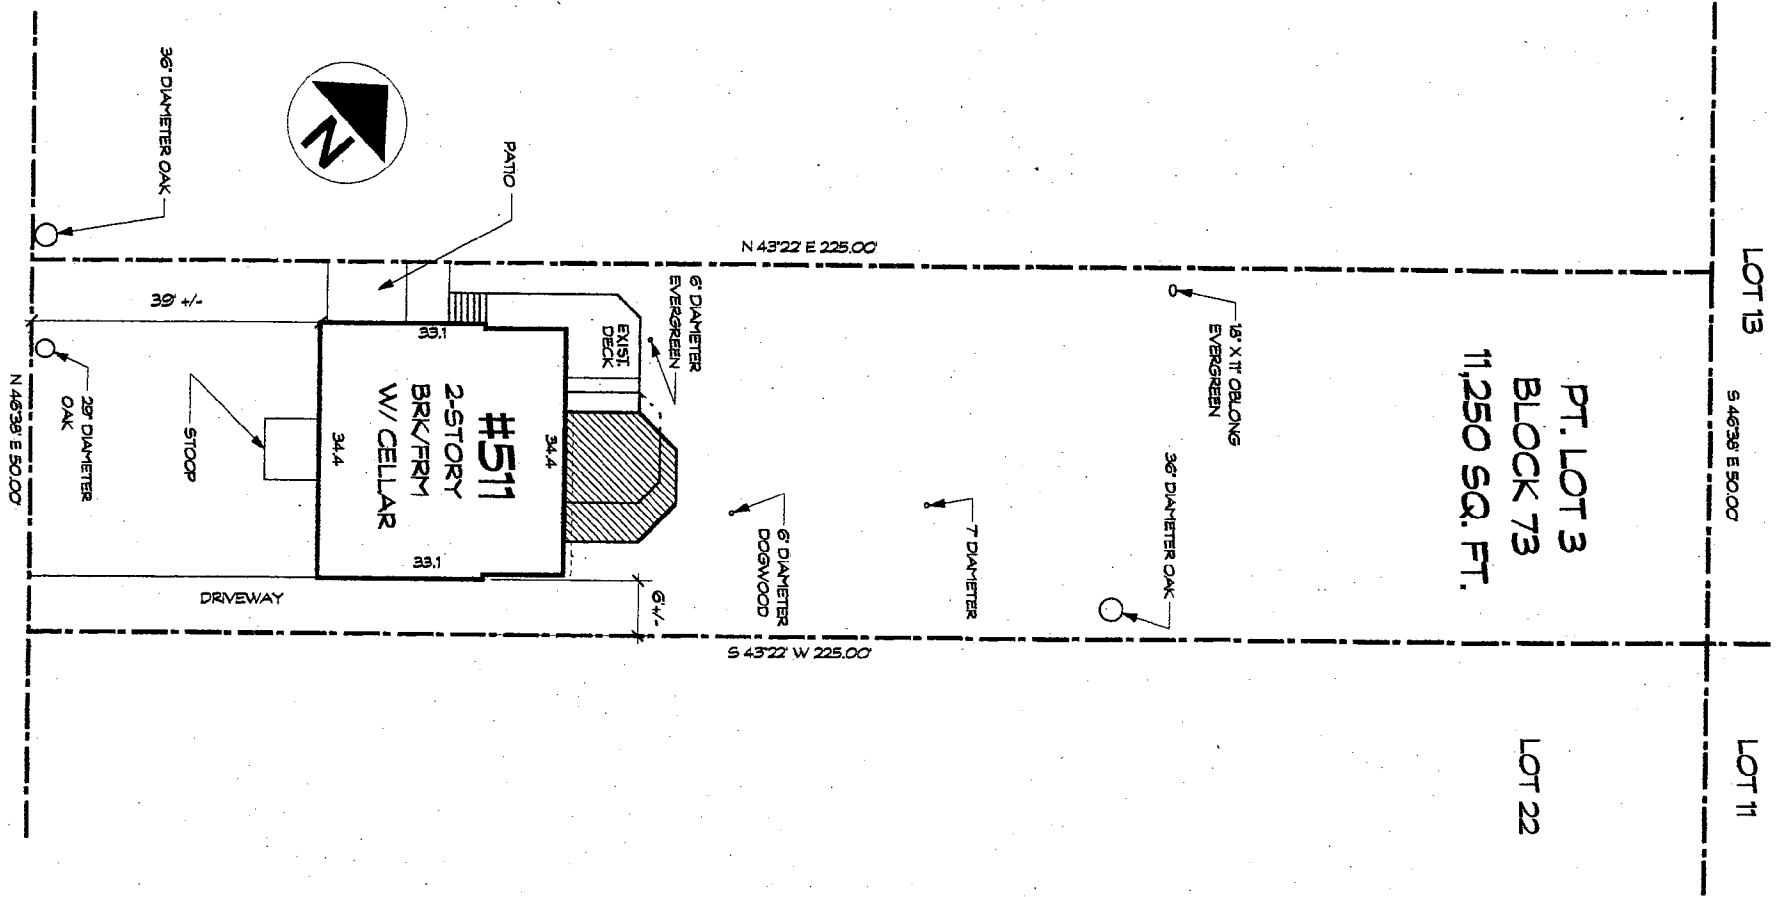 LOT 13
LOT 11
S 46°38' E 50.00'
PT. LOT 3
BLOCK 73
11,250 SQ. FT.
LOT 22
18" X 11" OBLONG
EVERGREEN
36" DIAMETER OAK
7" DIAMETER
6" DIAMETER
DOGWOOD
N 43°22' E 225.00'
S 43°22' W 225.00'
6" DIAMETER
EVERGREEN
6' +/-
EXIST.
DECK
34.4
33.1
33.1
#511
2-STORY
BRK/FRM
W/ CELLAR
34.4
PATIO
N
STOOP
DRIVEWAY
39' +/-
36" DIAMETER OAK
29" DIAMETER
OAK
N 46°38' E 50.00'